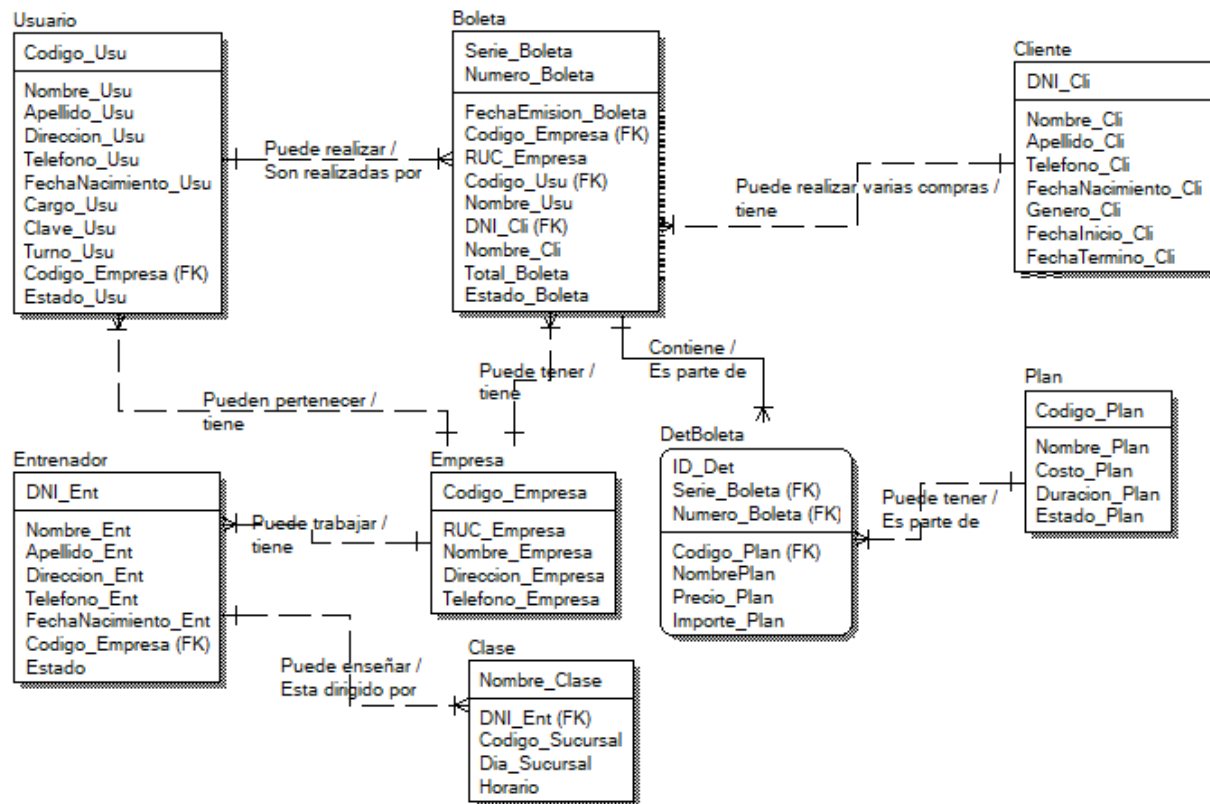 Usuario
Codigo_Usu
Nombre_Usu
Apellido_Usu
Direccion_Usu
Telefono_Usu
FechaNacimiento_Usu
Cargo_Usu
Clave_Usu
Turno_Usu
Codigo_Empresa (FK)
Estado_Usu
Puede realizar /
Son realizadas por
Boleta
Serie_Boleta
Numero_Boleta
FechaEmision_Boleta
Codigo_Empresa (FK)
RUC_Empresa
Codigo_Usu (FK)
Nombre_Usu
DNI_Cli (FK)
Nombre_Cli
Total_Boleta
Estado_Boleta
Puede realizar varias compras /
tiene
Cliente
DNI_Cli
Nombre_Cli
Apellido_Cli
Telefono_Cli
FechaNacimiento_Cli
Genero_Cli
FechaInicio_Cli
FechaTermino_Cli
Pueden pertenecer /
tiene
Puede tener /
tiene
Contiene /
Es parte de
Entrenador
DNI_Ent
Nombre_Ent
Apellido_Ent
Direccion_Ent
Telefono_Ent
FechaNacimiento_Ent
Codigo_Empresa (FK)
Estado
Puede trabajar /
tiene
Empresa
Codigo_Empresa
RUC_Empresa
Nombre_Empresa
Direccion_Empresa
Telefono_Empresa
DetBoleta
ID_Det
Serie_Boleta (FK)
Numero_Boleta (FK)
Codigo_Plan (FK)
NombrePlan
Precio_Plan
Importe_Plan
Puede tener /
Es parte de
Plan
Codigo_Plan
Nombre_Plan
Costo_Plan
Duracion_Plan
Estado_Plan
Puede enseñar /
Esta dirigido por
Clase
Nombre_Clase
DNI_Ent (FK)
Codigo_Sucursal
Dia_Sucursal
Horario